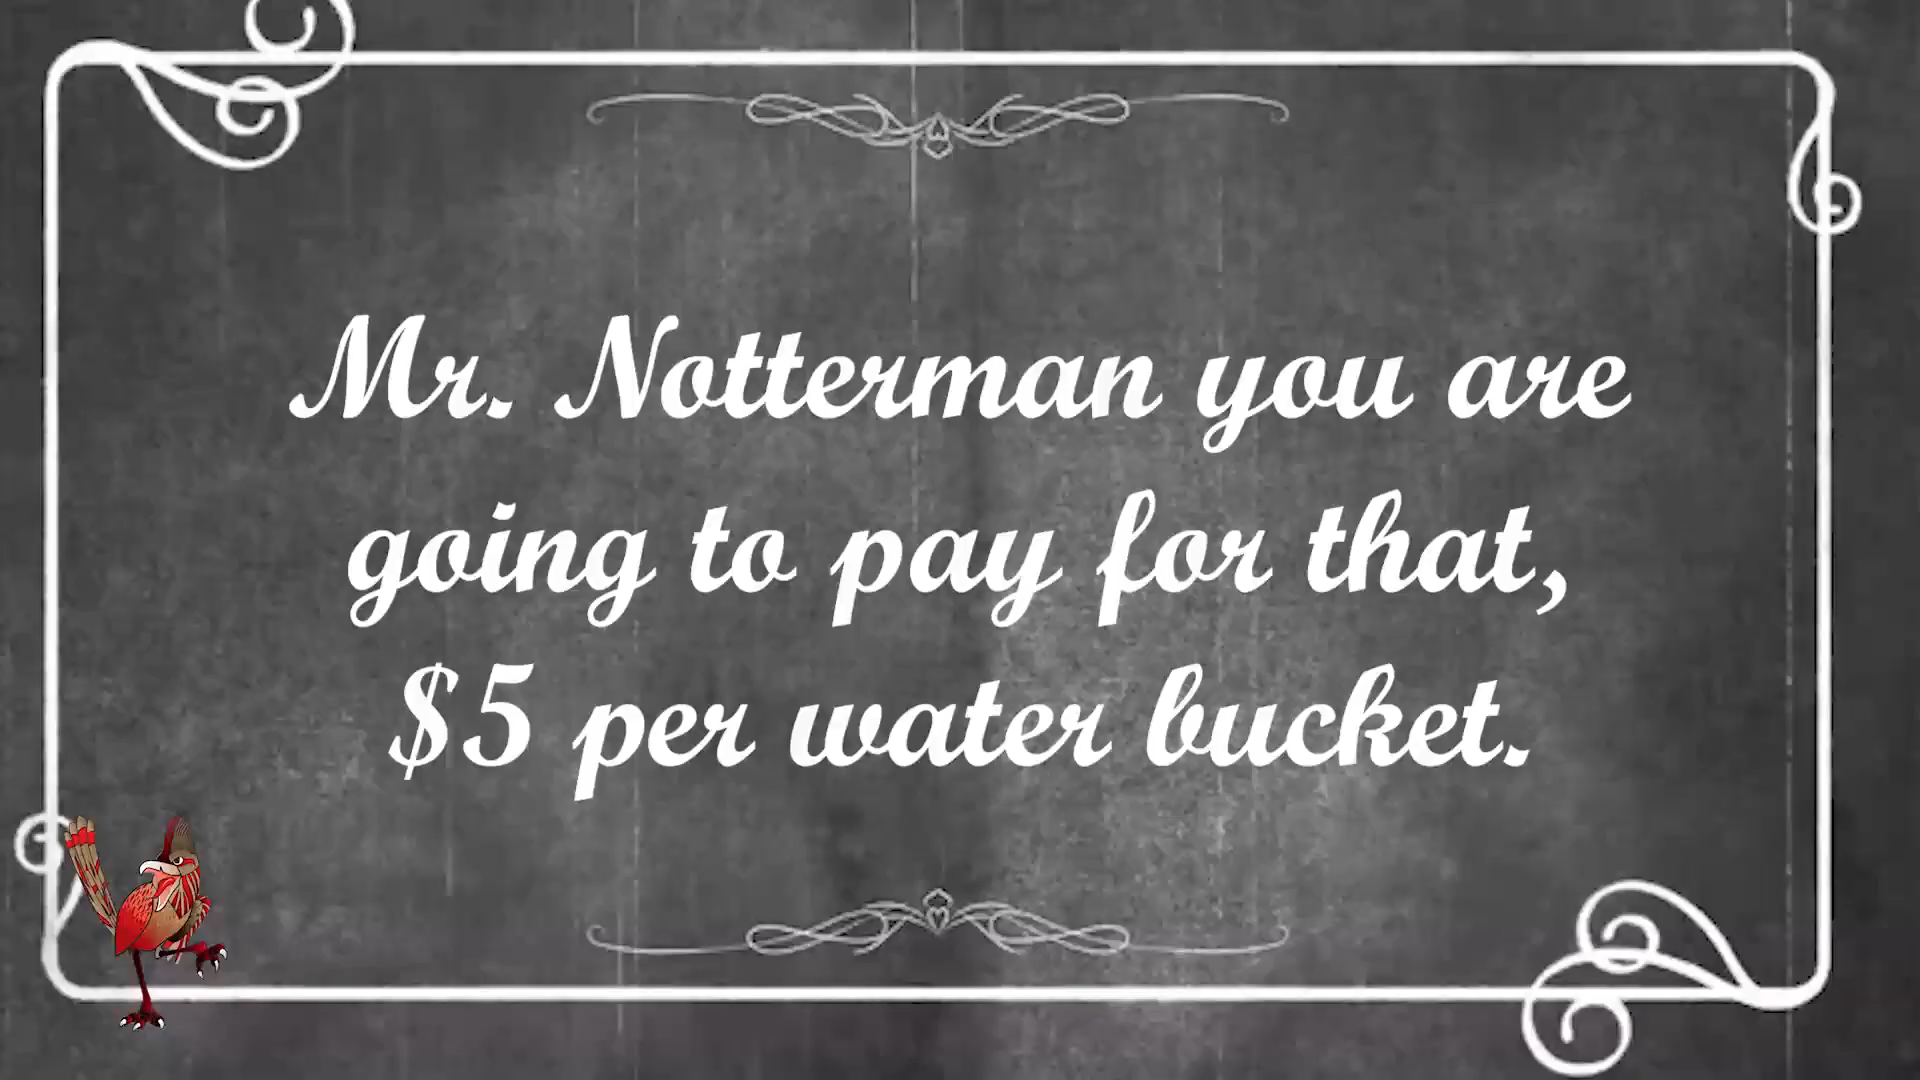 Mr. Notterman you are
going to pay for that,
$5 per water bucket.